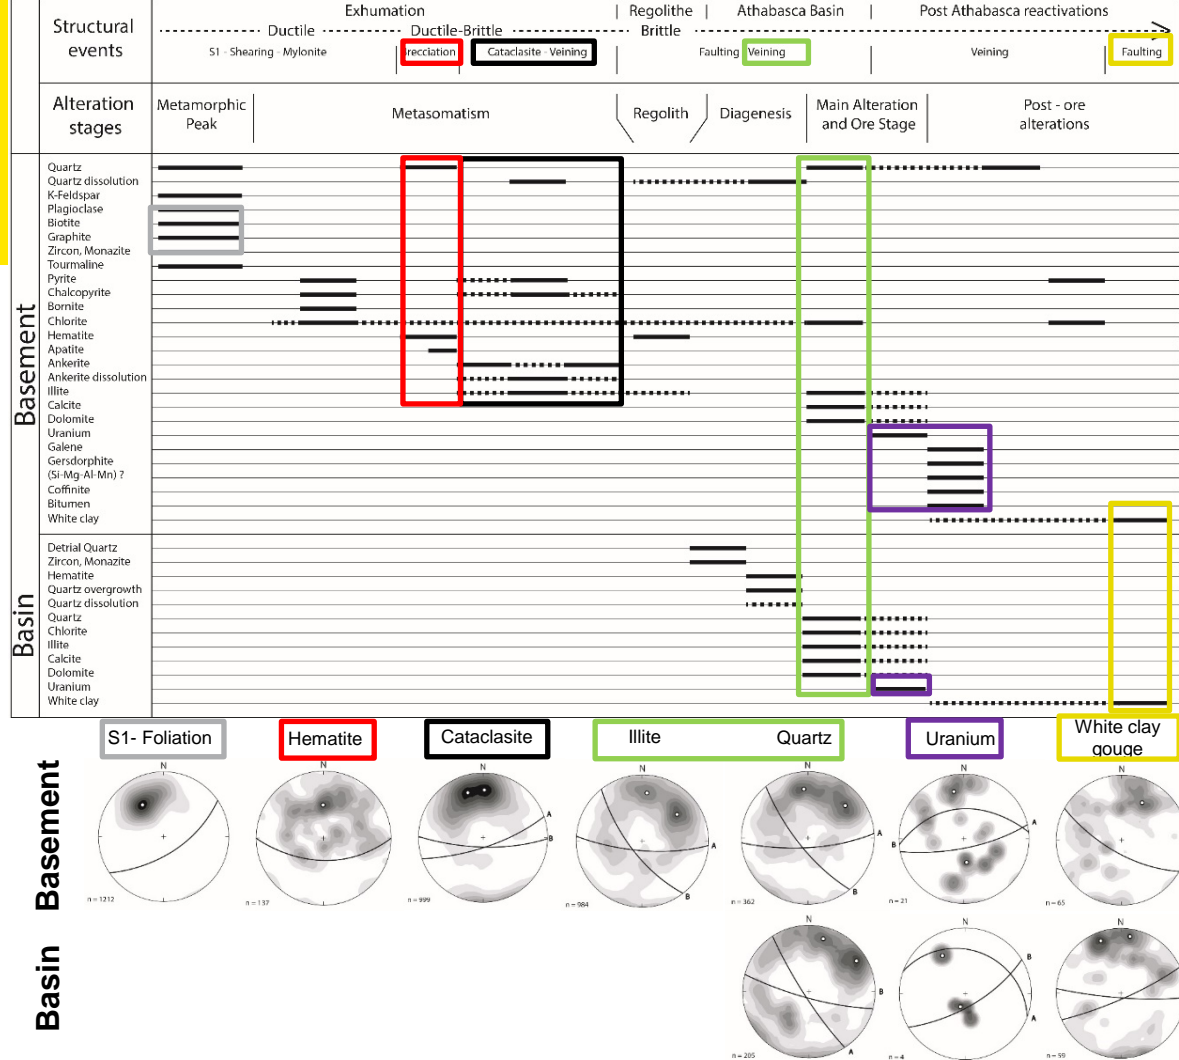 Exhumation Regolithe Athabasca Basin Post Athabasca reactivations
Structural events
Ductile Ductile-Brittle Brittle
S1 - Shearing - Mylonite Brecciation Cataclasite - Veining Faulting Veining Veining Faulting
Alteration stages
Metamorphic Peak
Metasomatism
Regolith
Diagenesis
Main Alteration and Ore Stage
Post - ore alterations
Basement
Quartz
Quartz dissolution
K-Feldspar
Plagioclase
Biotite
Graphite
Zircon, Monazite
Tourmaline
Pyrite
Chalcopyrite
Bornite
Chlorite
Hematite
Apatite
Ankerite
Ankerite dissolution
Illite
Calcite
Dolomite
Uranium
Galene
Gersdorphite
(Si-Mg-Al-Mn) ?
Coffinite
Bitumen
White clay
Basin
Detrial Quartz
Zircon, Monazite
Hematite
Quartz overgrowth
Quartz dissolution
Quartz
Chlorite
Illite
Calcite
Dolomite
Uranium
White clay
S1- Foliation
Hematite
Cataclasite
Illite Quartz
Uranium
White clay
gouge
Basement
N N N N N N N
A B A B A B A B
n = 1212
n = 137
n = 999
n = 984
n = 362
n = 21
n = 65
Basin
N N N
B A B A
n = 205
n = 4
n = 59